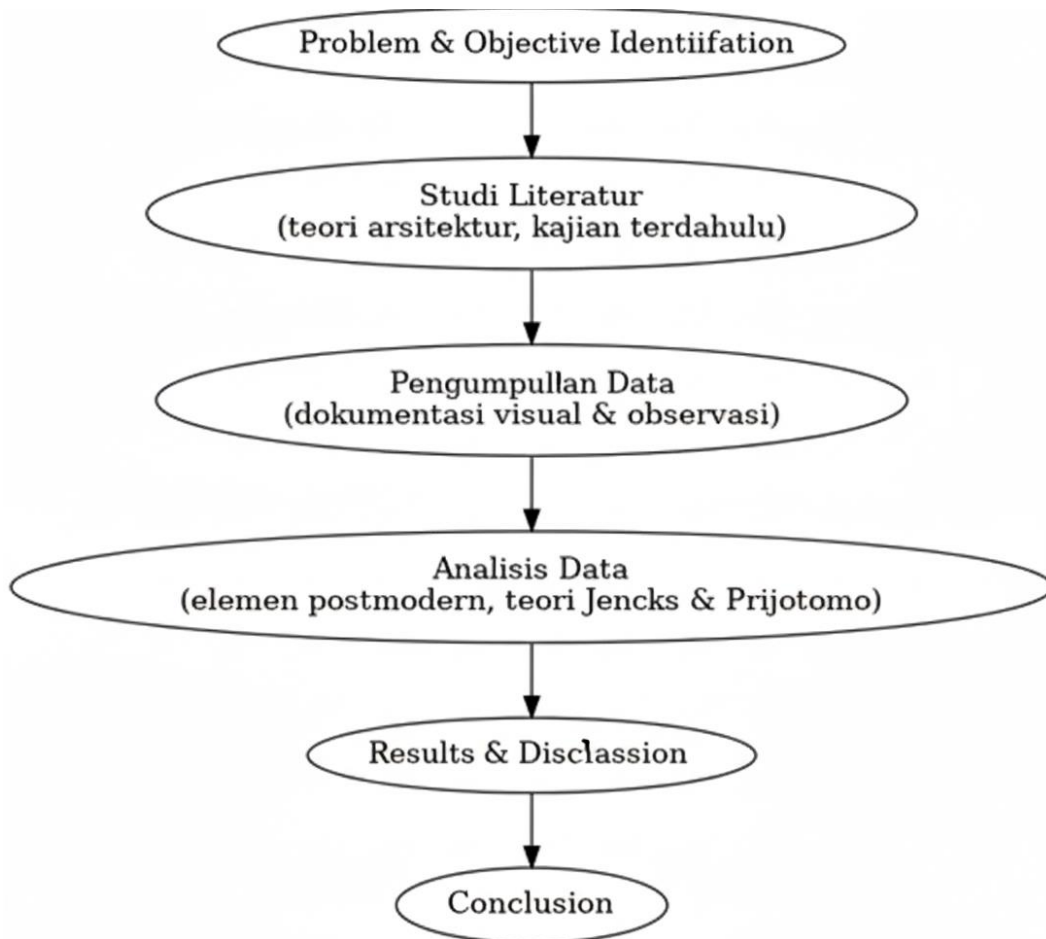 Problem & Objective Identiifation
Studi Literatur
(teori arsitektur, kajian terdahulu)
Pengumpullan Data
(dokumentasi visual & observasi)
Analisis Data
(elemen postmodern, teori Jencks & Prijotomo)
Results & Disclassion
Conclusion